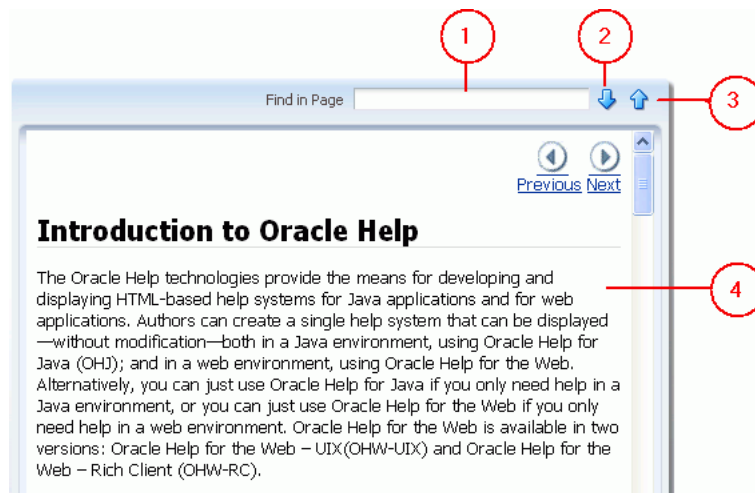 1
2
3
Find in Page
Previous Next
Introduction to Oracle Help
The Oracle Help technologies provide the means for developing and
displaying HTML-based help systems for Java applications and for web
applications. Authors can create a single help system that can be displayed
—without modification—both in a Java environment, using Oracle Help for
Java (OHJ); and in a web environment, using Oracle Help for the Web.
Alternatively, you can just use Oracle Help for Java if you only need help in a
Java environment, or you can just use Oracle Help for the Web if you only
need help in a web environment. Oracle Help for the Web is available in two
versions: Oracle Help for the Web – UIX(OHW-UIX) and Oracle Help for the
Web – Rich Client (OHW-RC).
4